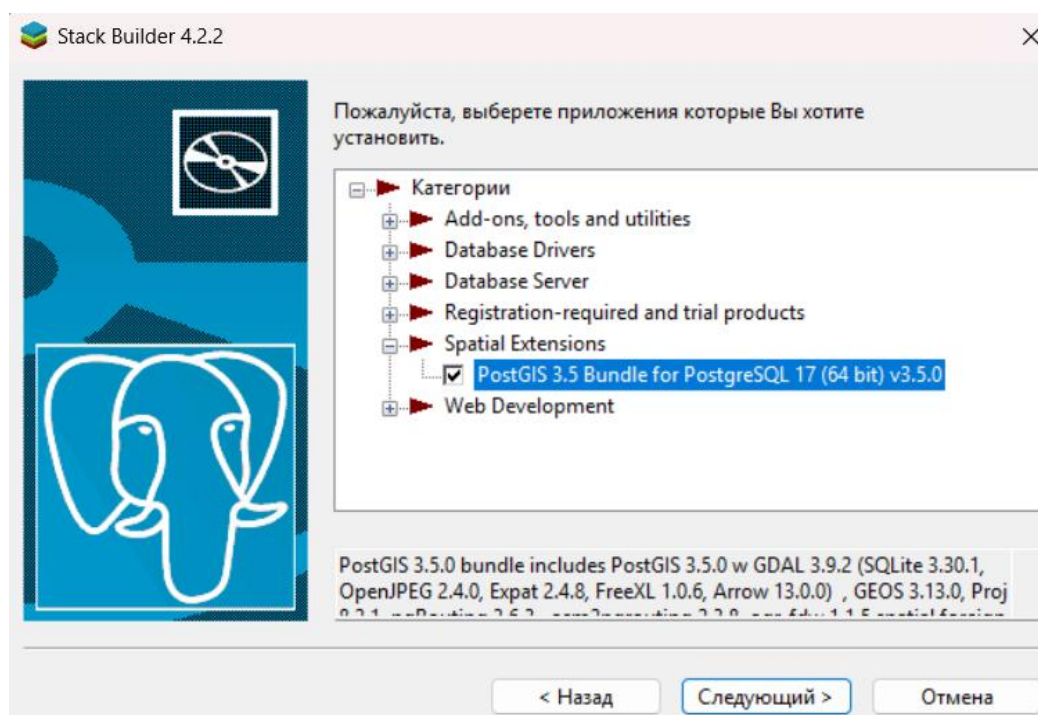 Stack Builder 4.2.2
Пожалуйста, выберете приложения которые Вы хотите
установить.
Категории
Add-ons, tools and utilities
Database Drivers
Database Server
Registration-required and trial products
Spatial Extensions
PostGIS 3.5 Bundle for PostgreSQL 17 (64 bit) v3.5.0
Web Development
PostGIS 3.5.0 bundle includes PostGIS 3.5.0 w GDAL 3.9.2 (SQLite 3.30.1,
OpenJPEG 2.4.0, Expat 2.4.8, FreeXL 1.0.6, Arrow 13.0.0) , GEOS 3.13.0, Proj
< Назад
Следующий >
Отмена